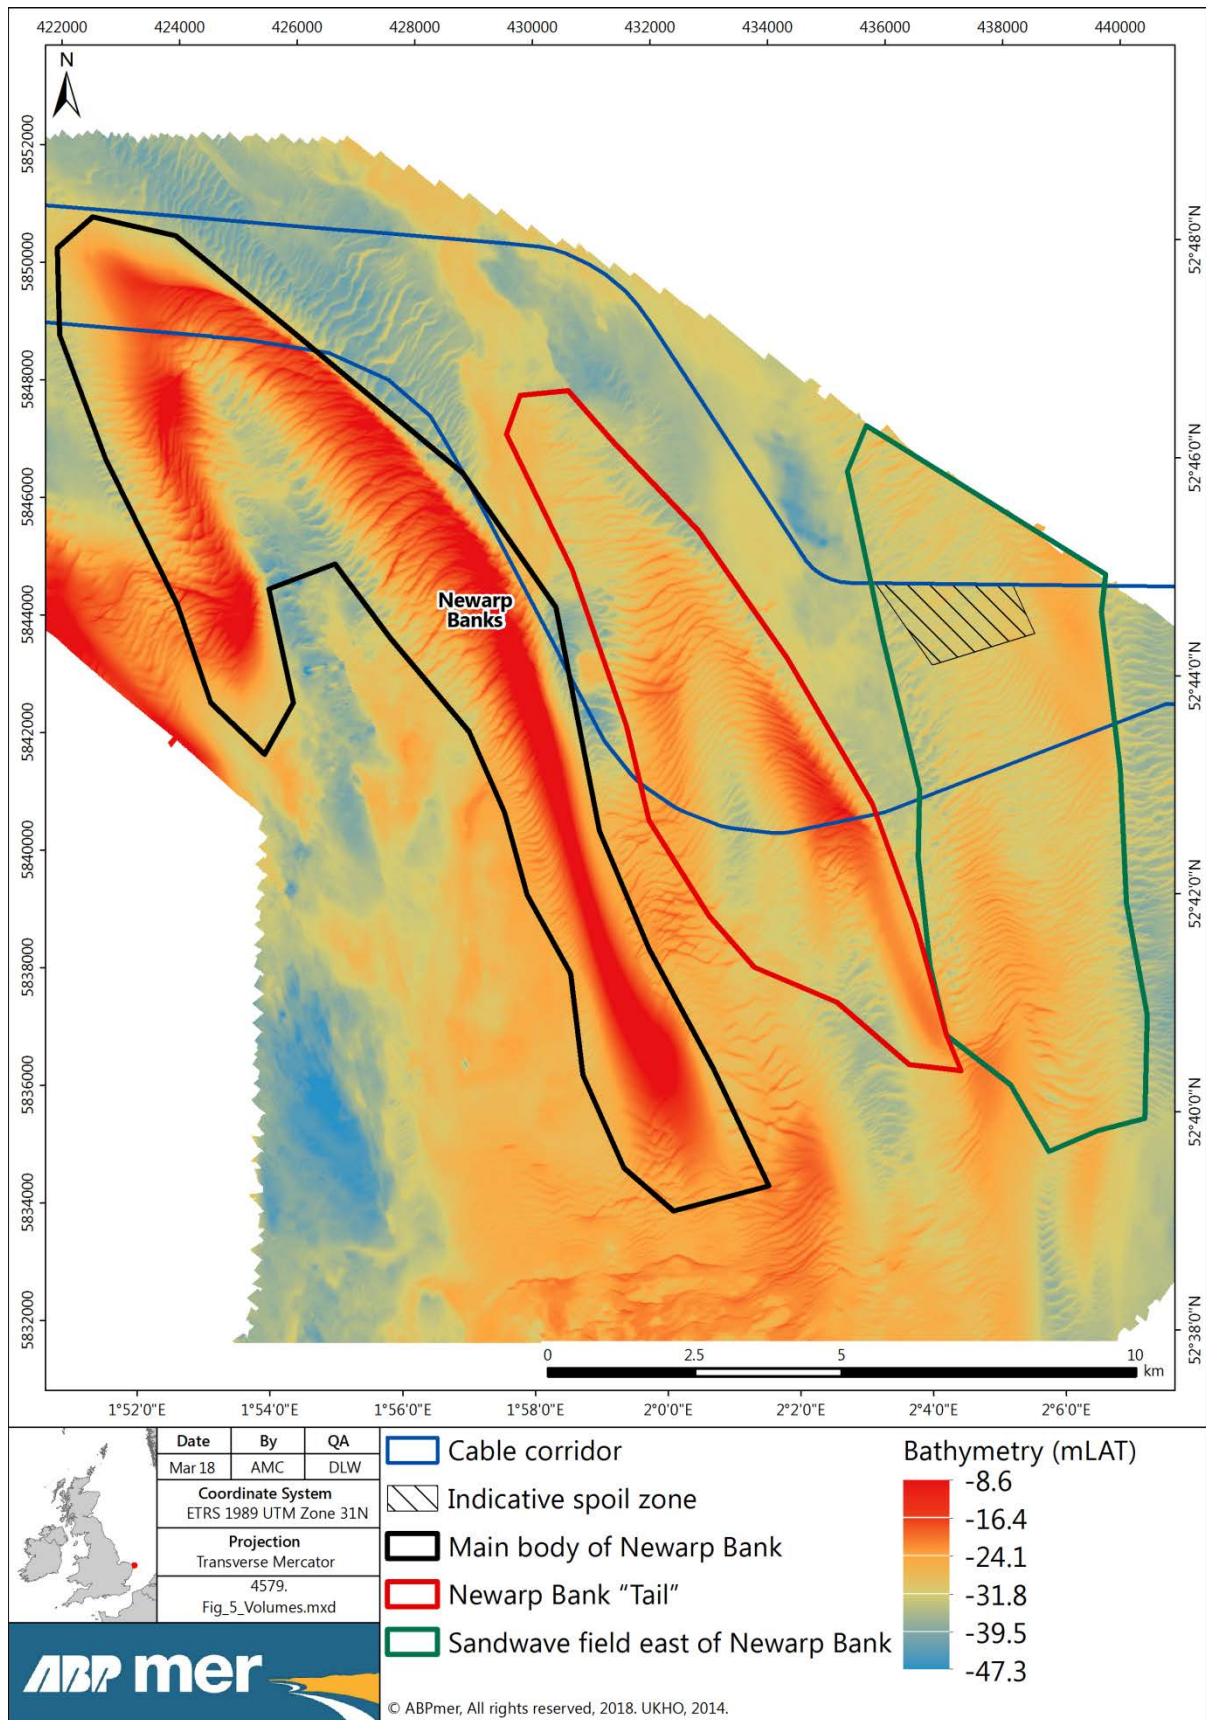 422000 424000 426000 428000 430000 432000 434000 436000 438000 440000
N
5852000
5850000
5848000
5846000
5844000
5842000
5840000
5838000
5836000
5834000
5832000
52°48'0"N
52°46'0"N
52°44'0"N
52°42'0"N
52°40'0"N
52°38'0"N
Newarp
Banks
0 2.5 5 10
km
1°52'0"E 1°54'0"E 1°56'0"E 1°58'0"E 2°0'0"E 2°2'0"E 2°4'0"E 2°6'0"E
Date By QA
Mar 18 AMC DLW
Coordinate System
ETRS 1989 UTM Zone 31N
Projection
Transverse Mercator
4579.
Fig_5_Volumes.mxd
ABP mer
Cable corridor
Indicative spoil zone
Main body of Newarp Bank
Newarp Bank “Tail”
Sandwave field east of Newarp Bank
Bathymetry (mLAT)
-8.6
-16.4
-24.1
-31.8
-39.5
-47.3
© ABPmer, All rights reserved, 2018. UKHO, 2014.